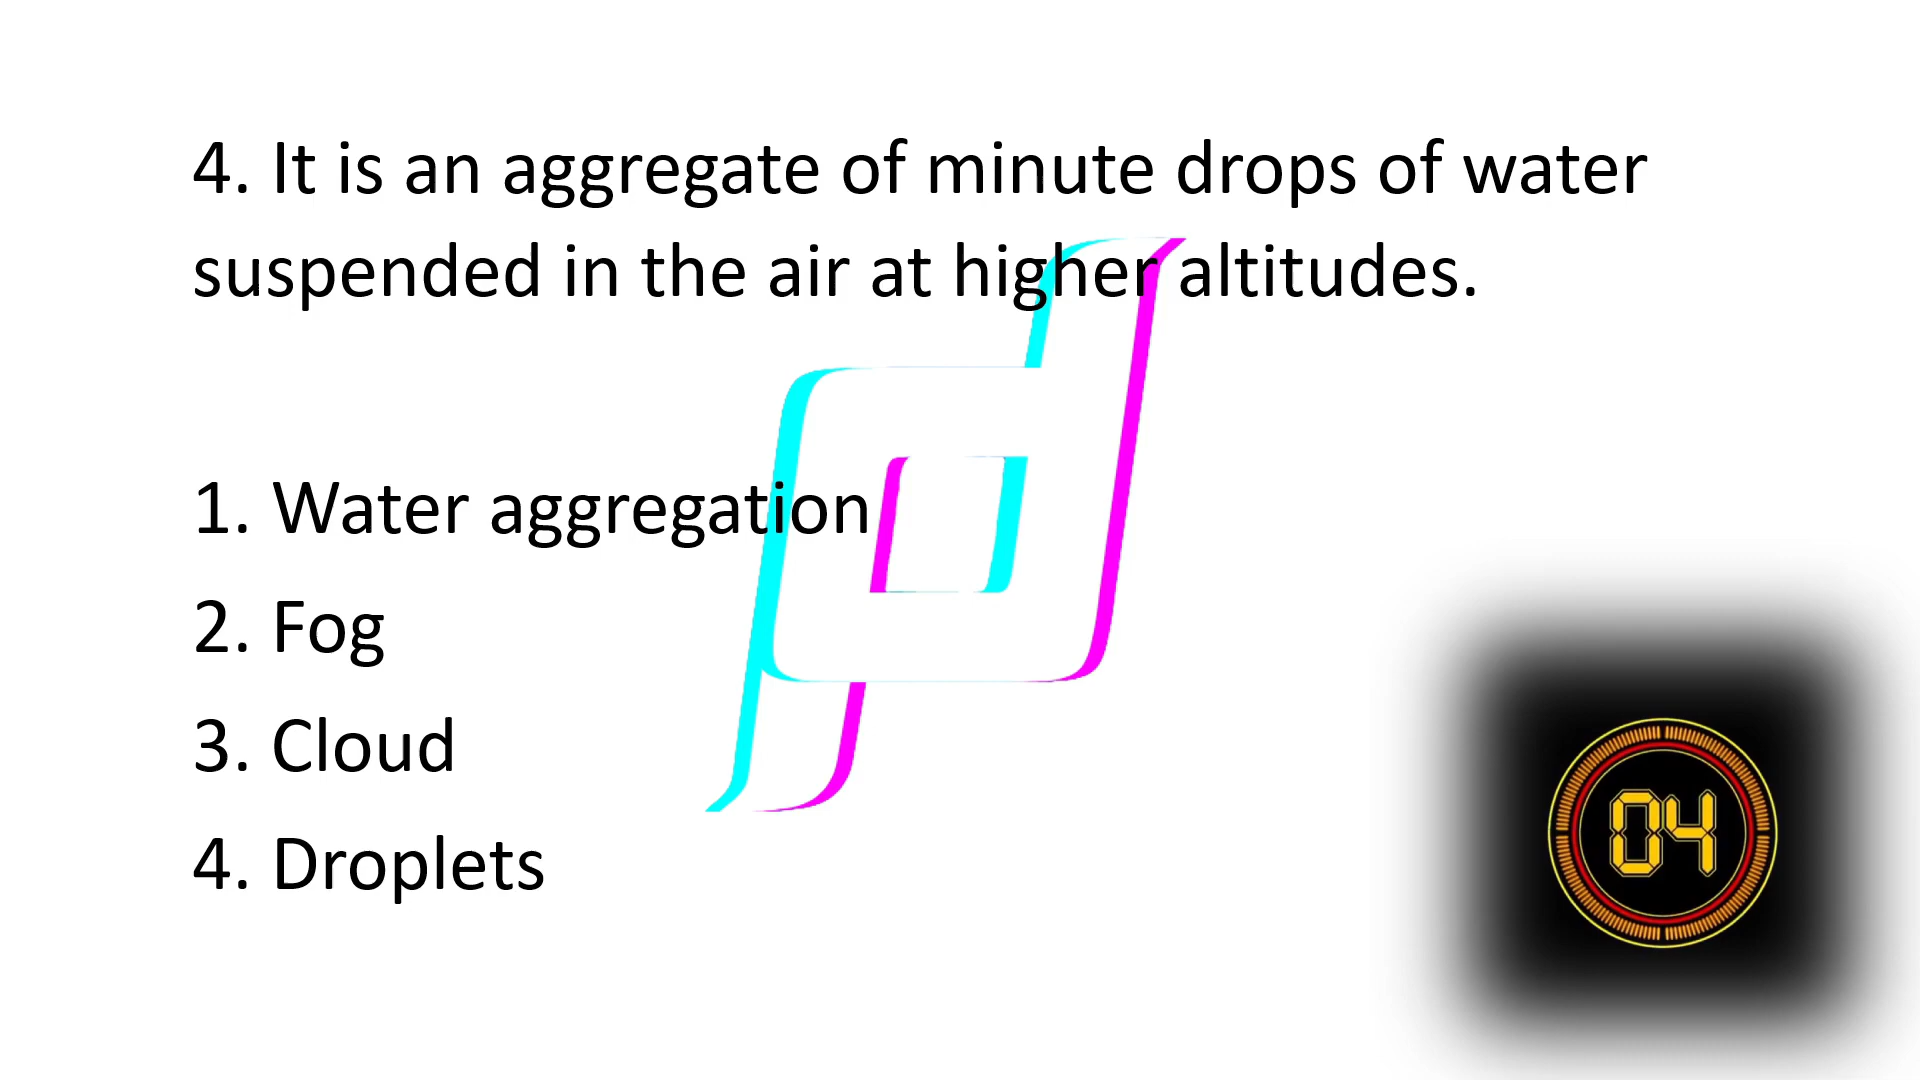 4. It is an aggregate of minute drops of water
suspended in the air at higher altitudes.
1. Water aggregation
2. Fog
3. Cloud
4. Droplets
04